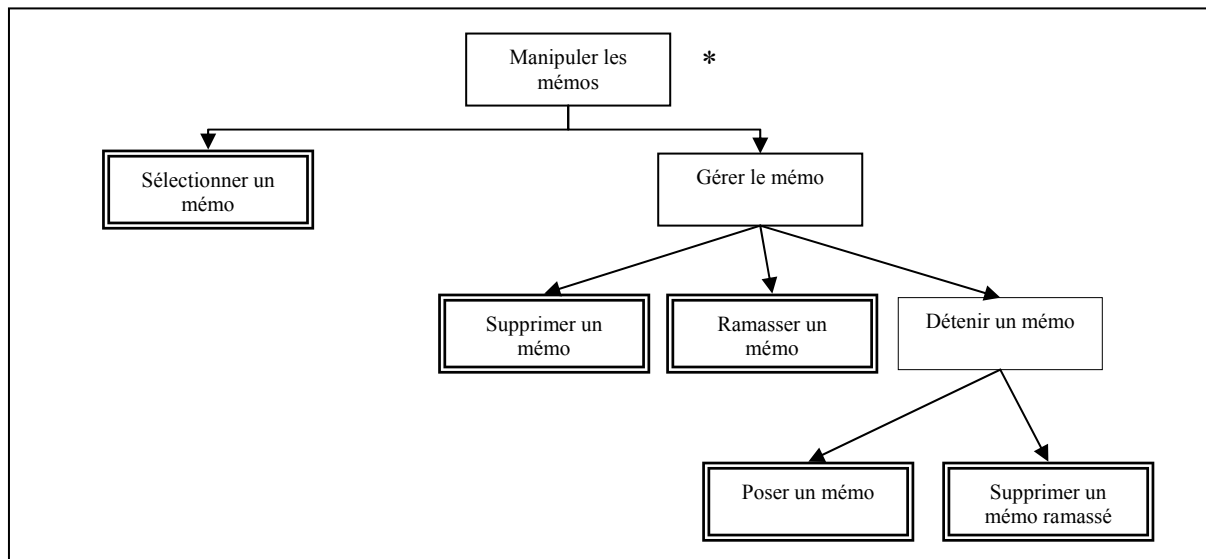 Manipuler les
mémos
*
Sélectionner un
mémo
Gérer le mémo
Supprimer un
mémo
Ramasser un
mémo
Détenir un mémo
Poser un mémo
Supprimer un
mémo ramassé